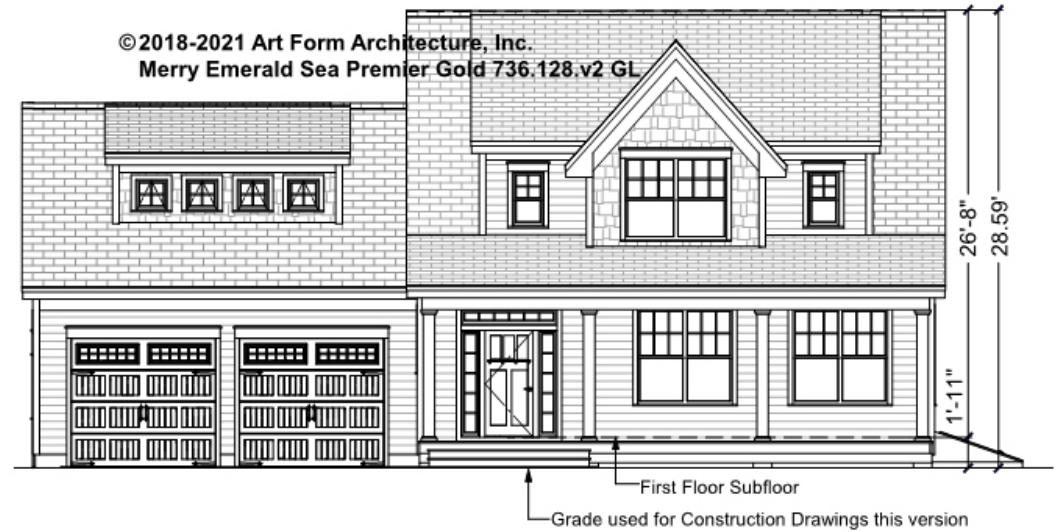 ©2018-2021 Art Form Architecture, Inc.
Merry Emerald Sea Premier Gold 736.128.v2 GL
26'-8"
28.59'
1'-11"
First Floor Subfloor
Grade used for Construction Drawings this version